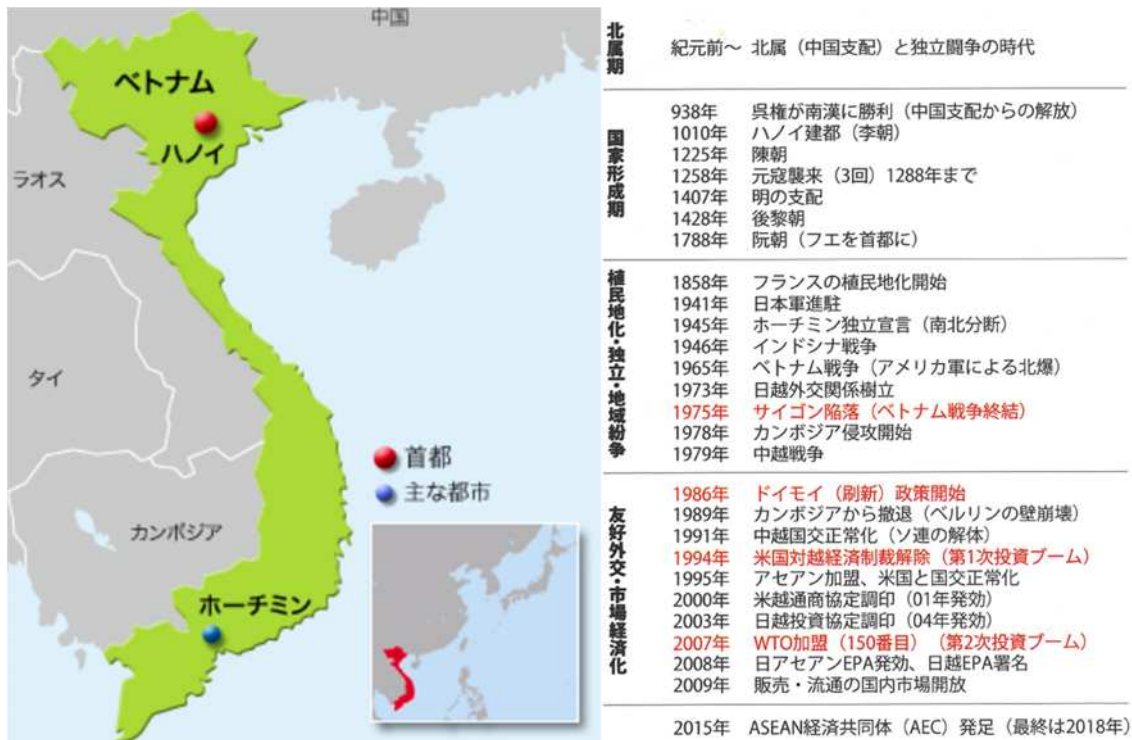 中国
ベトナム
ハノイ
ラオス
タイ
カンボジア
ホーチミン
首都
主な都市
北属期
紀元前～ 北属（中国支配）と独立闘争の時代
国家形成期
938年 呉権が南漢に勝利（中国支配からの解放）
1010年 ハノイ建都（李朝）
1225年 陳朝
1258年 元寇襲来（3回）1288年まで
1407年 明の支配
1428年 後黎朝
1788年 阮朝（フエを首都に）
植民地化・独立・地域紛争
1858年 フランスの植民地化開始
1941年 日本軍進駐
1945年 ホーチミン独立宣言（南北分断）
1946年 インドシナ戦争
1965年 ベトナム戦争（アメリカ軍による北爆）
1973年 日越外交関係樹立
1975年 サイゴン陥落（ベトナム戦争終結）
1978年 カンボジア侵攻開始
1979年 中越戦争
友好外交・市場経済化
1986年 ドイモイ（刷新）政策開始
1989年 カンボジアから撤退（ベルリンの壁崩壊）
1991年 中越国交正常化（ソ連の解体）
1994年 米国対越経済制裁解除（第1次投資ブーム）
1995年 アセアン加盟、米国と国交正常化
2000年 米越通商協定調印（01年発効）
2003年 日越投資協定調印（04年発効）
2007年 WTO加盟（150番目）（第2次投資ブーム）
2008年 日アセアンEPA発効、日越EPA署名
2009年 販売・流通の国内市場開放
2015年 ASEAN経済共同体（AEC）発足（最終は2018年）